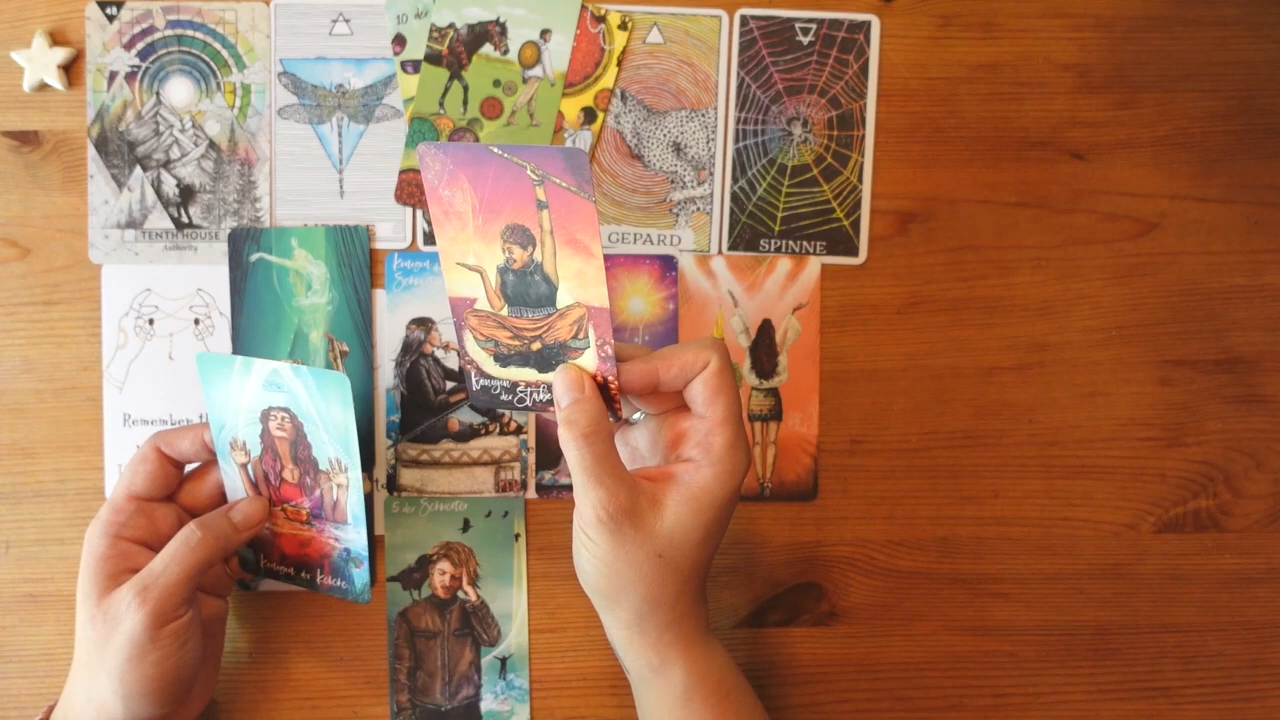 48
TENTH HOUSE
Authority
10 der
GEPARD
SPINNE
Remember th
Königin d
Schwerter
Königin
der Stäbe
Königin der Kelche
5 der Schwerter